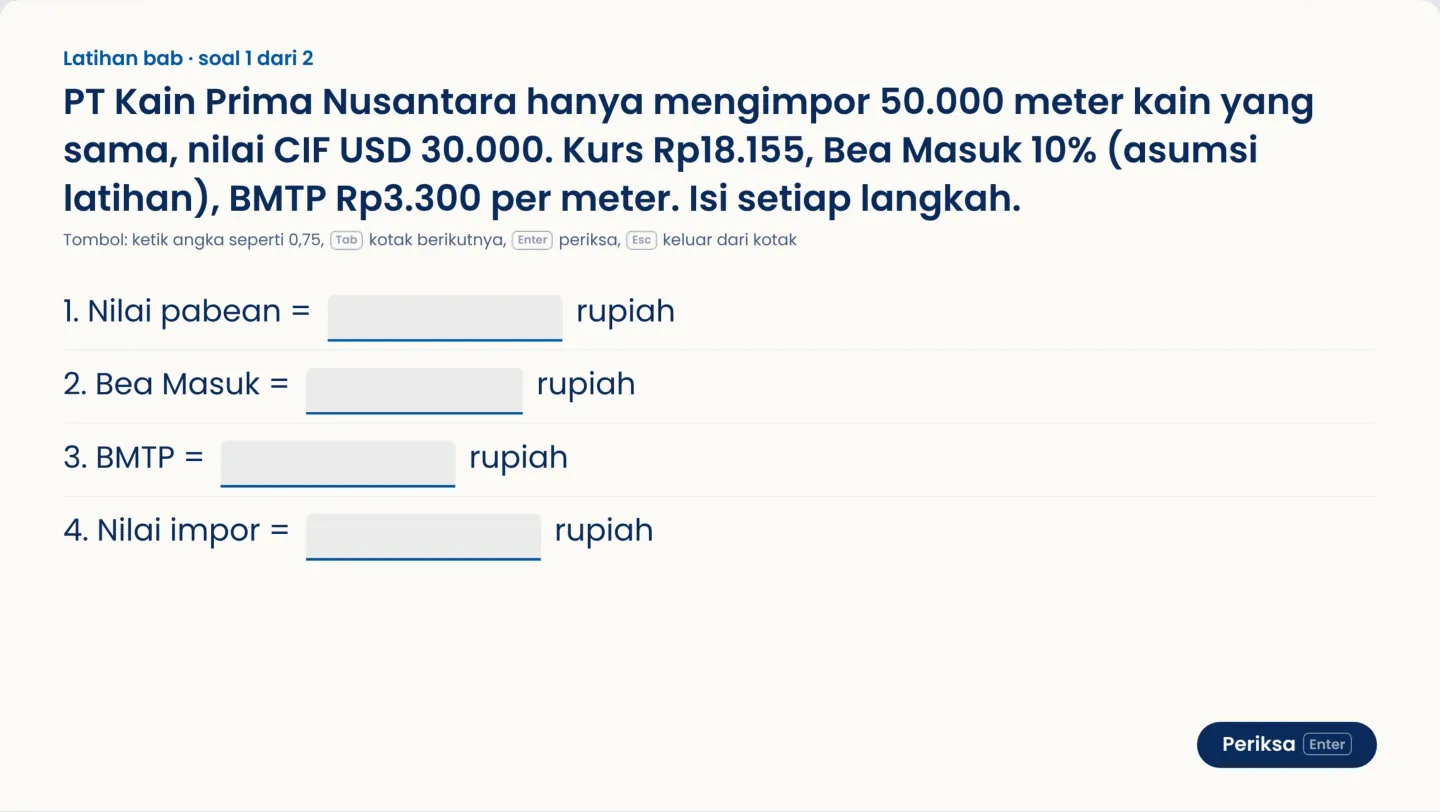 Latihan bab · soal 1 dari 2
PT Kain Prima Nusantara hanya mengimpor 50.000 meter kain yang
sama, nilai CIF USD 30.000. Kurs Rp18.155, Bea Masuk 10% (asumsi
latihan), BMTP Rp3.300 per meter. Isi setiap langkah.
Tombol: ketik angka seperti 0,75, Tab kotak berikutnya, Enter periksa, Esc keluar dari kotak
1. Nilai pabean = rupiah
2. Bea Masuk = rupiah
3. BMTP = rupiah
4. Nilai impor = rupiah
Periksa Enter